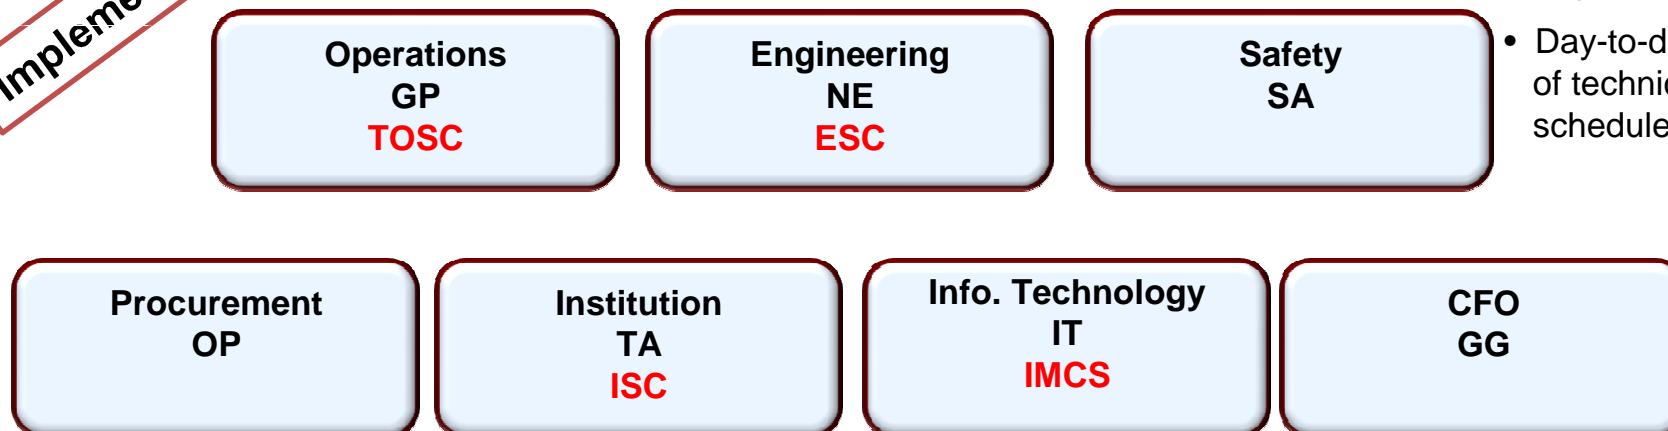 Operations
GP
TOSC
Engineering
NE
ESC
Safety
SA
• Day-to-d
of techni
schedule
Procurement
OP
Institution
TA
ISC
Info. Technology
IT
IMCS
CFO
GG